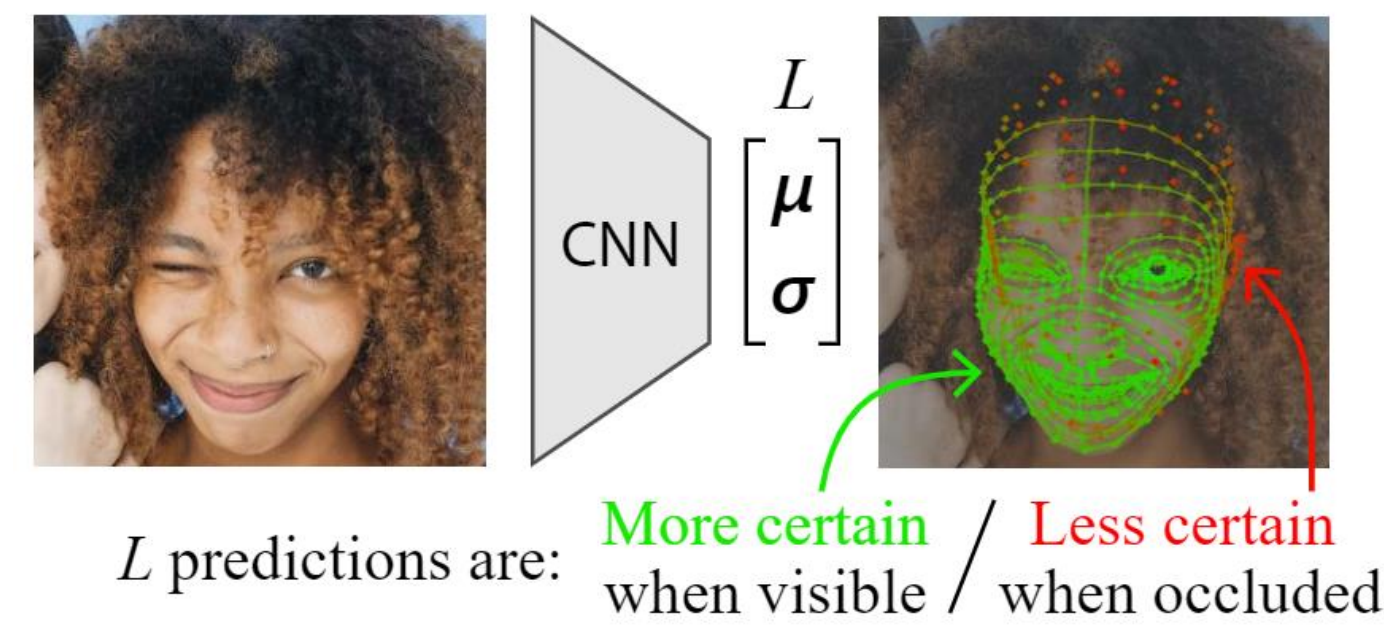 CNN
L
μ
σ
L predictions are:
More certain / Less certain
when visible / when occluded